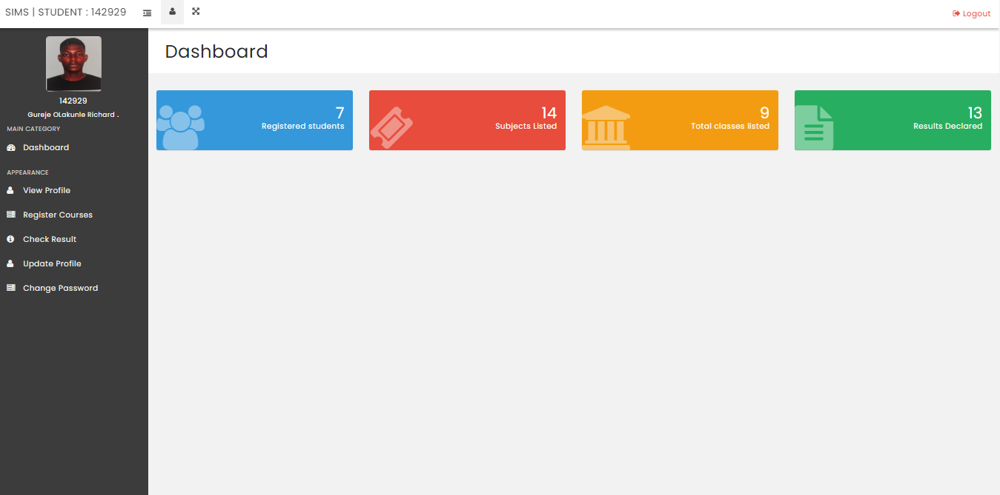 SIMS | STUDENT : 142929
Logout
142929
Gureje OLakunle Richard .
MAIN CATEGORY
Dashboard
APPEARANCE
View Profile
Register Courses
Check Result
Update Profile
Change Password
Dashboard
7
Registered students
14
Subjects Listed
9
Total classes listed
13
Results Declared